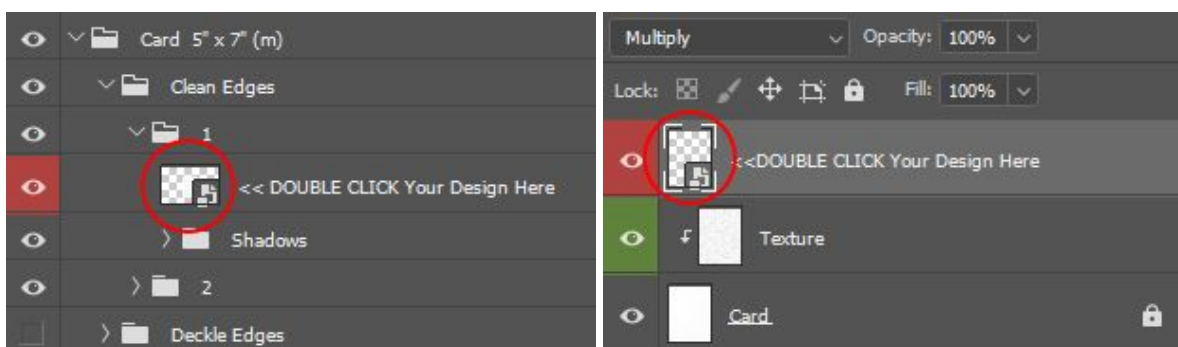 Card 5" x 7" (m)
Clean Edges
1
<< DOUBLE CLICK Your Design Here
Shadows
2
Deckle Edges
Multiply Opacity: 100%
Lock: Fill: 100%
<<DOUBLE CLICK Your Design Here
Texture
Card